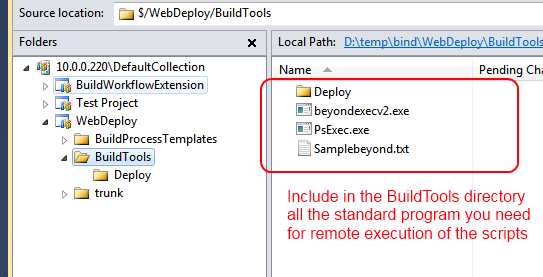 Source location: $/WebDeploy/BuildTools
Folders
10.0.0.220\DefaultCollection
BuildWorkflowExtension
Test Project
WebDeploy
BuildProcessTemplates
BuildTools
Deploy
trunk
Local Path: D:\temp\bind\WebDeploy\BuildTools
Name Pending Cha
Deploy
beyondexecv2.exe
PsExec.exe
Samplebeyond.txt
Include in the BuildTools directory
all the standard program you need
for remote execution of the scripts